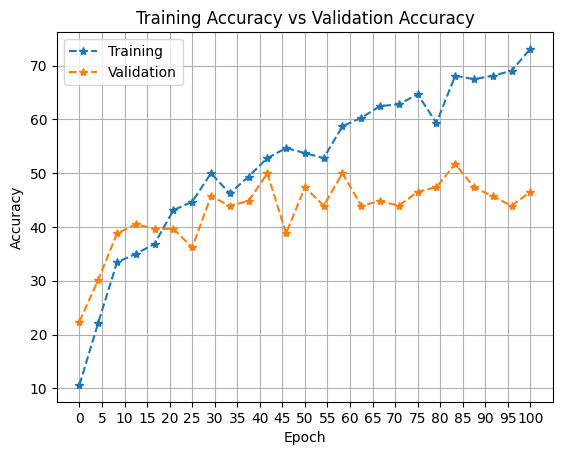 Training Accuracy vs Validation Accuracy
Training
Validation
70
60
50
40
30
20
10
Accuracy
0 5 10 15 20 25 30 35 40 45 50 55 60 65 70 75 80 85 90 95 100
Epoch